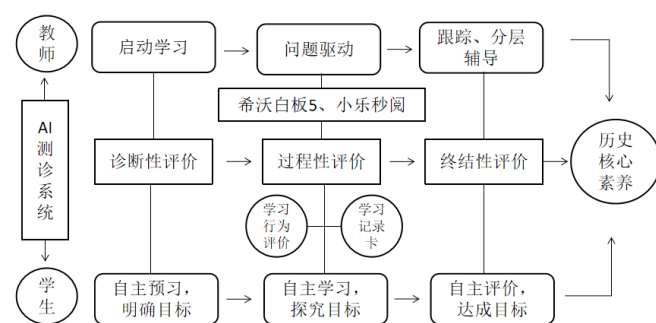 教
师
启动学习
问题驱动
跟踪、分层
辅导
希沃白板5、小乐秒阅
AI
测诊系统
诊断性评价
过程性评价
终结性评价
历史
核心
素养
学习
行为
评价
学习
记录
卡
学
生
自主预习，
明确目标
自主学习，
探究目标
自主评价，
达成目标